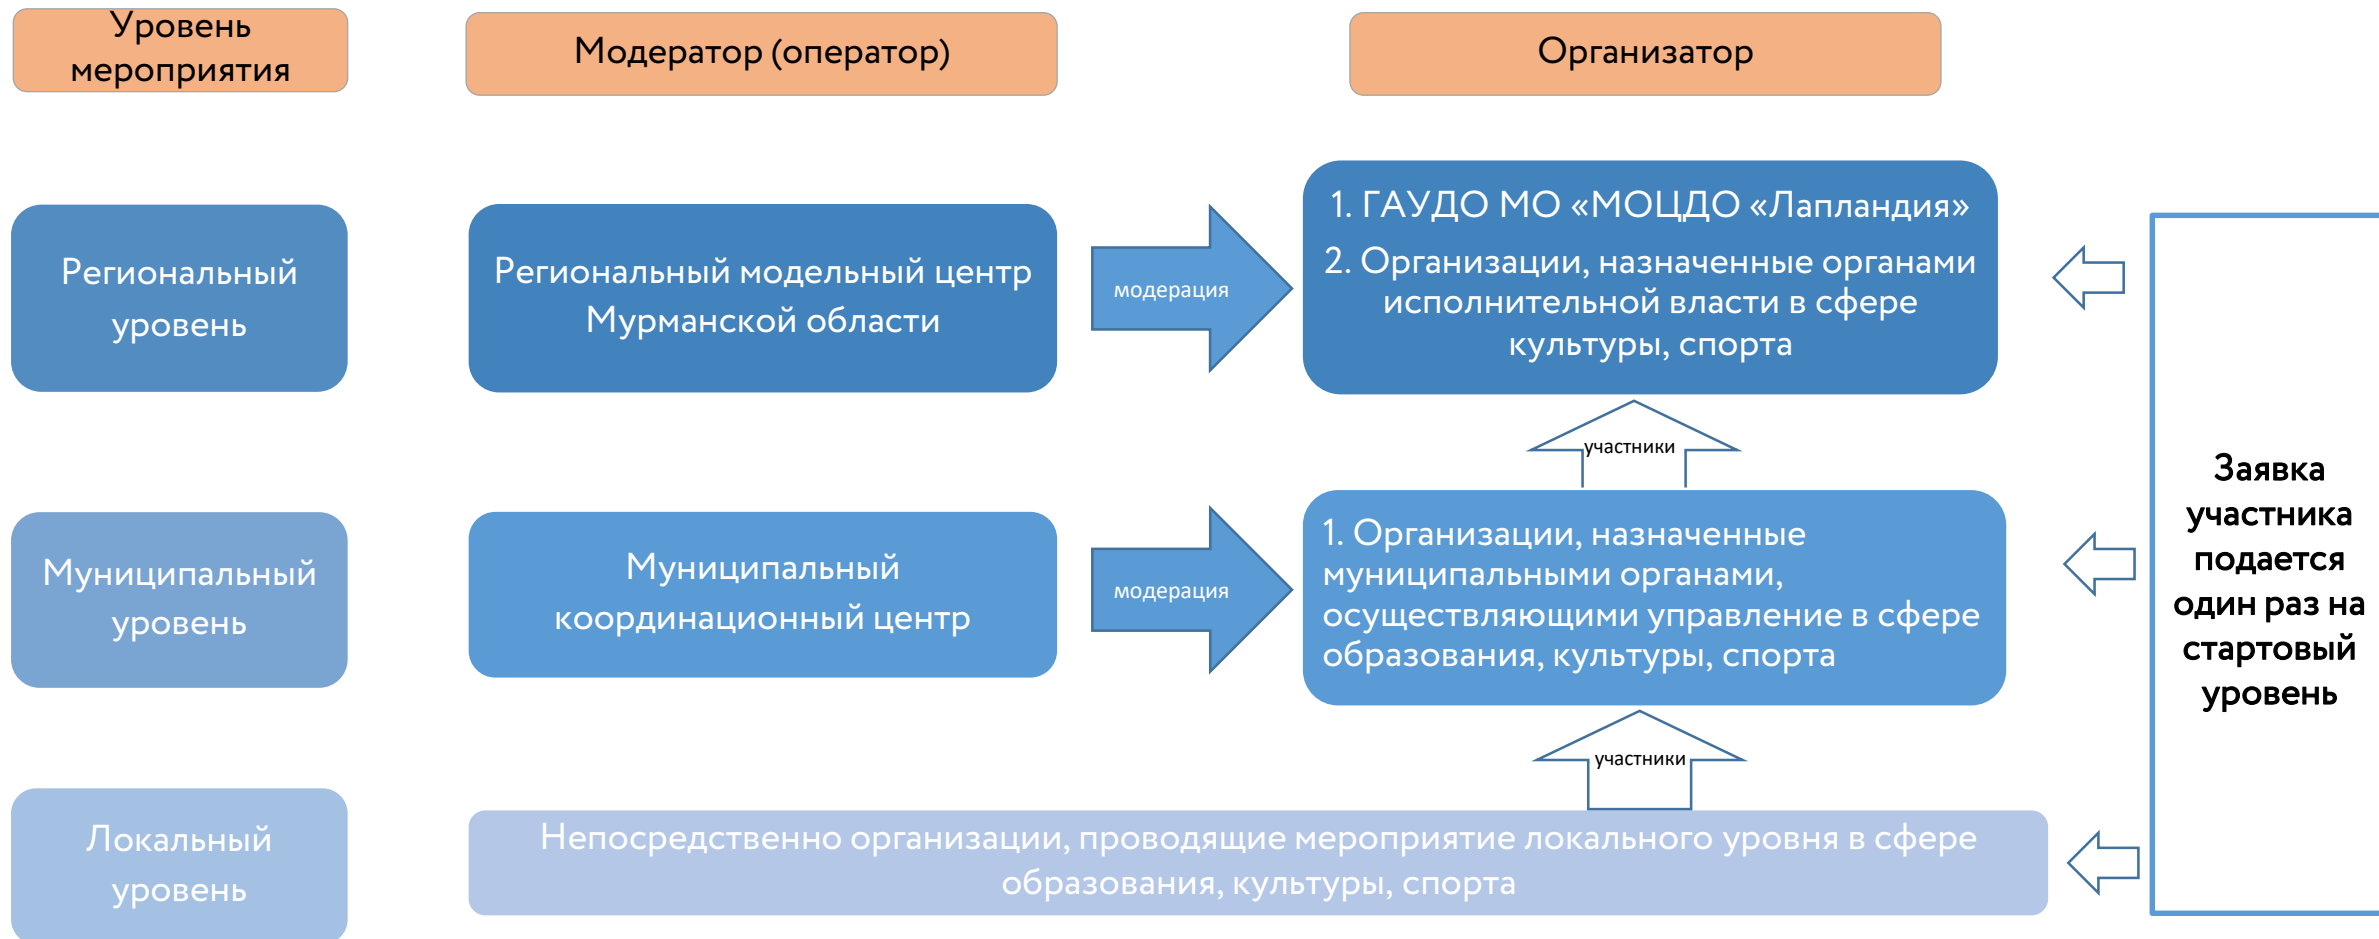 Уровень
мероприятия
Модератор (оператор)
Организатор
Региональный
уровень
Региональный модельный центр
Мурманской области
модерация
1. ГАУДО МО «МОЦДО «Лапландия»
2. Организации, назначенные органами
исполнительной власти в сфере
культуры, спорта
участники
Муниципальный
уровень
Муниципальный
координационный центр
модерация
1. Организации, назначенные
муниципальными органами,
осуществляющими управление в сфере
образования, культуры, спорта
участники
Локальный
уровень
Непосредственно организации, проводящие мероприятие локального уровня в сфере
образования, культуры, спорта
Заявка
участника
подается
один раз на
стартовый
уровень